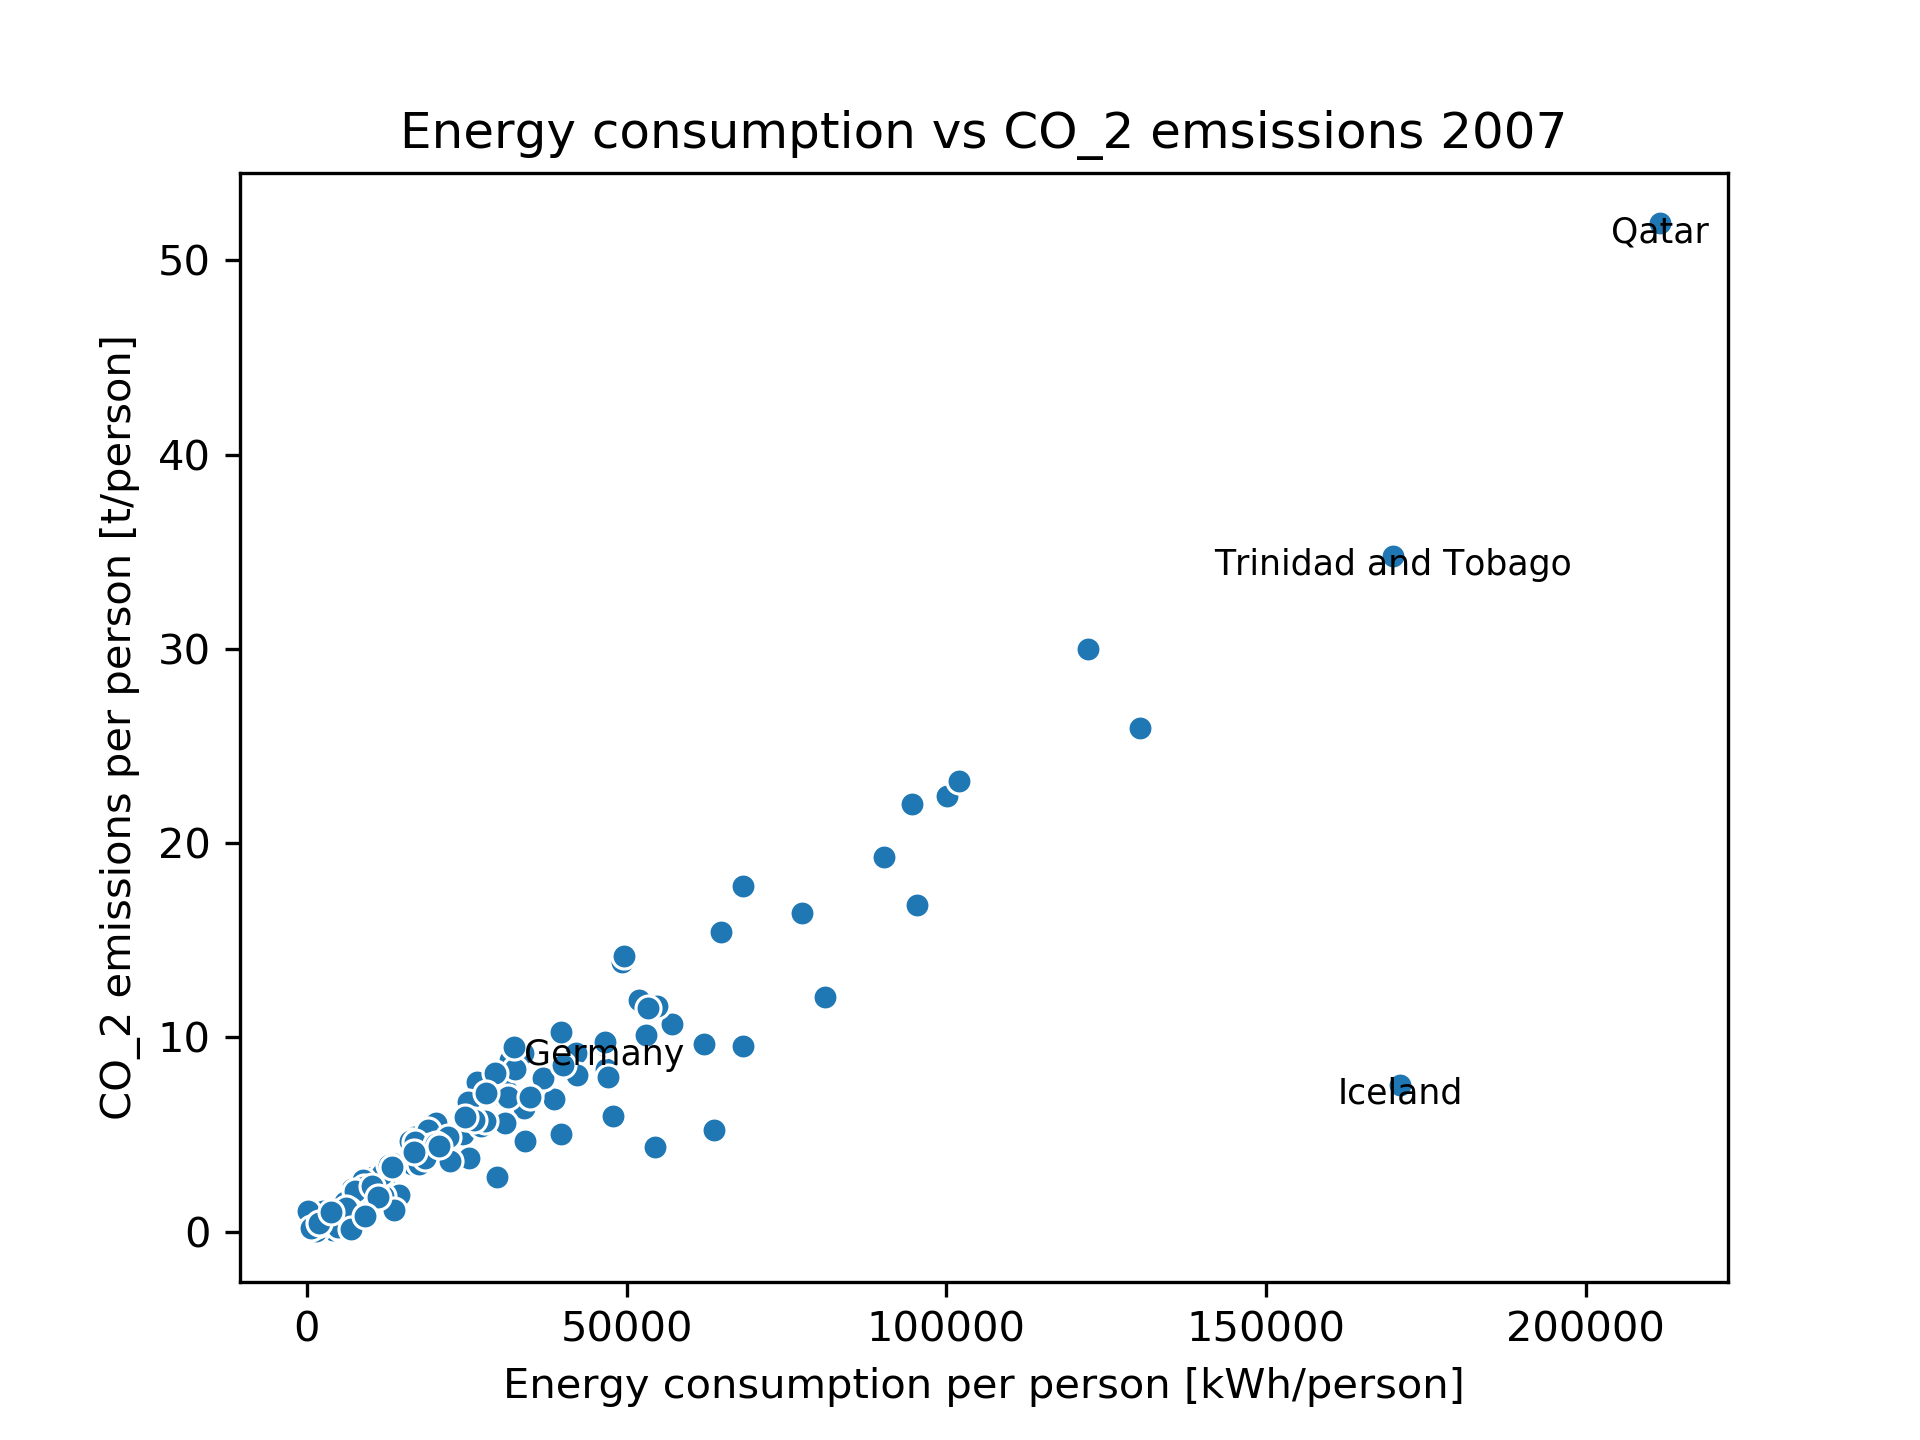 Energy consumption vs CO_2 emsissions 2007
Qatar
50
40
Trinidad and Tobago
30
20
10
Germany
Iceland
0
CO_2 emissions per person [t/person]
0 50000 100000 150000 200000
Energy consumption per person [kWh/person]